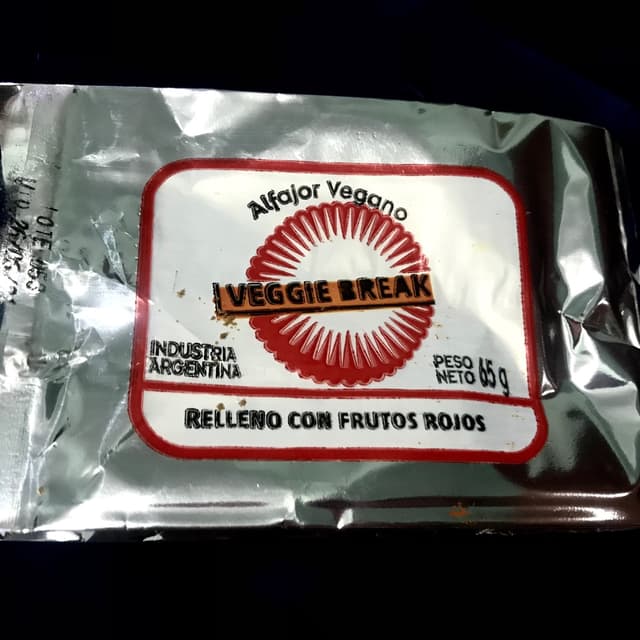 Alfajor Vegano
VEGGIE BREAK
INDUSTRIA
ARGENTINA
PESO
NETO 65 g
RELLENO CON FRUTOS ROJOS
LOTE